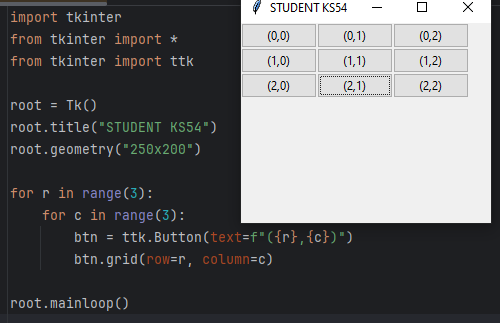 import tkinter
from tkinter import *
from tkinter import ttk
root = Tk()
root.title("STUDENT KS54")
root.geometry("250x200")
for r in range(3):
    for c in range(3):
        btn = ttk.Button(text=f"({r},{c})")
        btn.grid(row=r, column=c)
root.mainloop()
STUDENT KS54
(0,0) (0,1) (0,2)
(1,0) (1,1) (1,2)
(2,0) (2,1) (2,2)